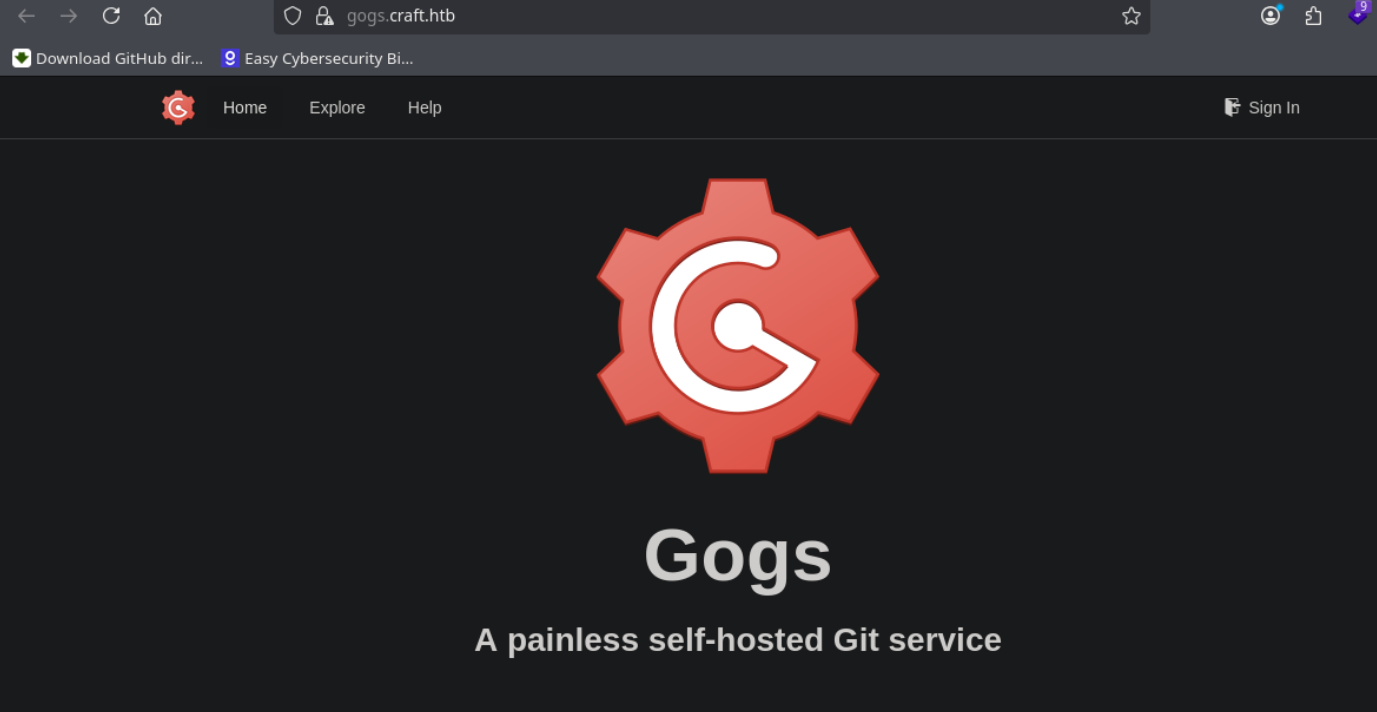 gogs.craft.htb
9
Download GitHub dir...
Easy Cybersecurity Bi...
Home
Explore
Help
Sign In
Gogs
A painless self-hosted Git service